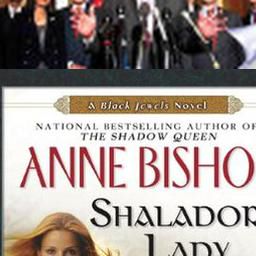 A Black Jewels Novel
NATIONAL BESTSELLING AUTHOR OF
THE SHADOW QUEEN
ANNE BISHO
SHALADOR
LADY